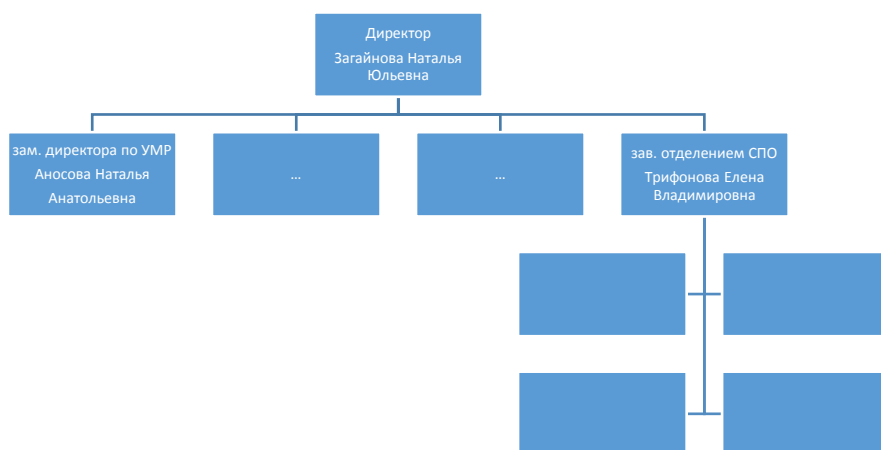 Директор
Загайнова Наталья
Юльевна
зам. директора по УМР
Аносова Наталья
Анатольевна
...
...
зав. отделением СПО
Трифонова Елена
Владимировна